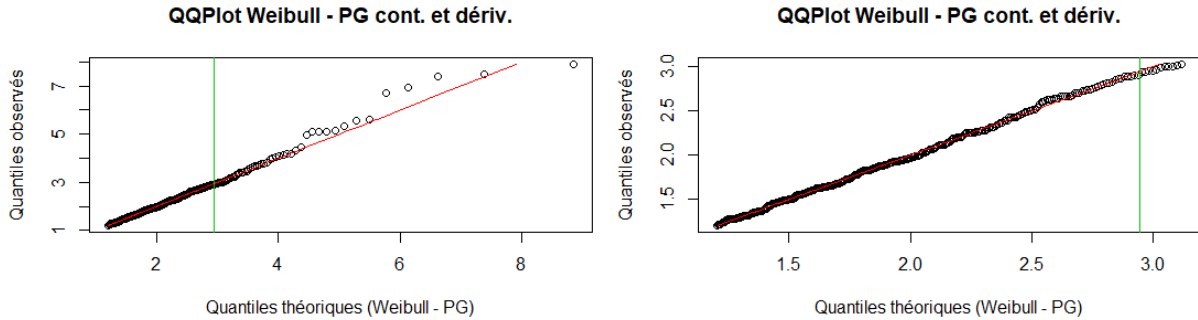 QQPlot Weibull - PG cont. et dériv.
Quantiles observés
1 3 5 7
2 4 6 8
Quantiles théoriques (Weibull - PG)
QQPlot Weibull - PG cont. et dériv.
Quantiles observés
1.5 2.0 2.5 3.0
1.5 2.0 2.5 3.0
Quantiles théoriques (Weibull - PG)